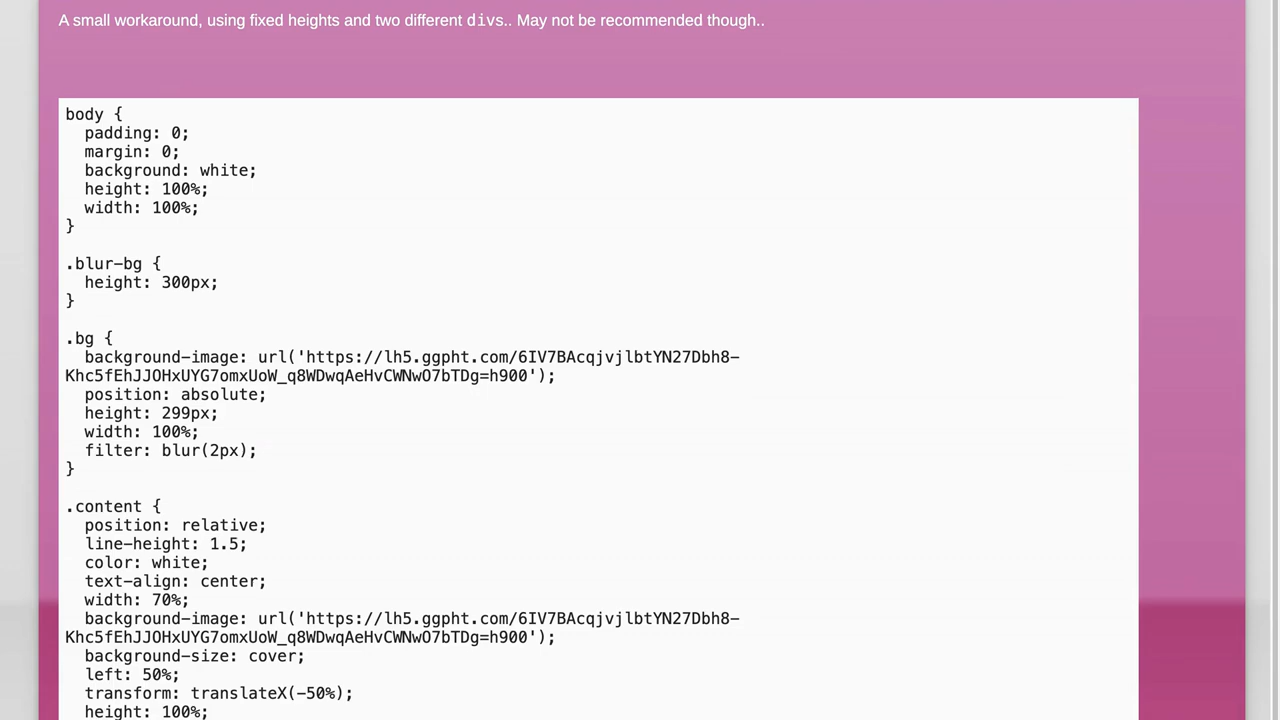 A small workaround, using fixed heights and two different divs.. May not be recommended though..
body {
  padding: 0;
  margin: 0;
  background: white;
  height: 100%;
  width: 100%;
}
.blur-bg {
  height: 300px;
}
.bg {
  background-image: url('https://lh5.ggpht.com/6IV7BAcqjvjlbtYN27Dbh8-
Khc5fEhJJOHxUYG7omxUoW_q8WDwqAeHvCWNwO7bTDg=h900');
  position: absolute;
  height: 299px;
  width: 100%;
  filter: blur(2px);
}
.content {
  position: relative;
  line-height: 1.5;
  color: white;
  text-align: center;
  width: 70%;
  background-image: url('https://lh5.ggpht.com/6IV7BAcqjvjlbtYN27Dbh8-
Khc5fEhJJOHxUYG7omxUoW_q8WDwqAeHvCWNwO7bTDg=h900');
  background-size: cover;
  left: 50%;
  transform: translateX(-50%);
  height: 100%;